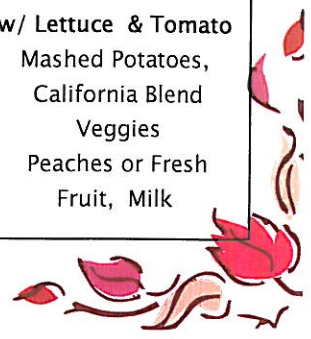 w/ Lettuce & Tomato
Mashed Potatoes,
California Blend
Veggies
Peaches or Fresh
Fruit, Milk